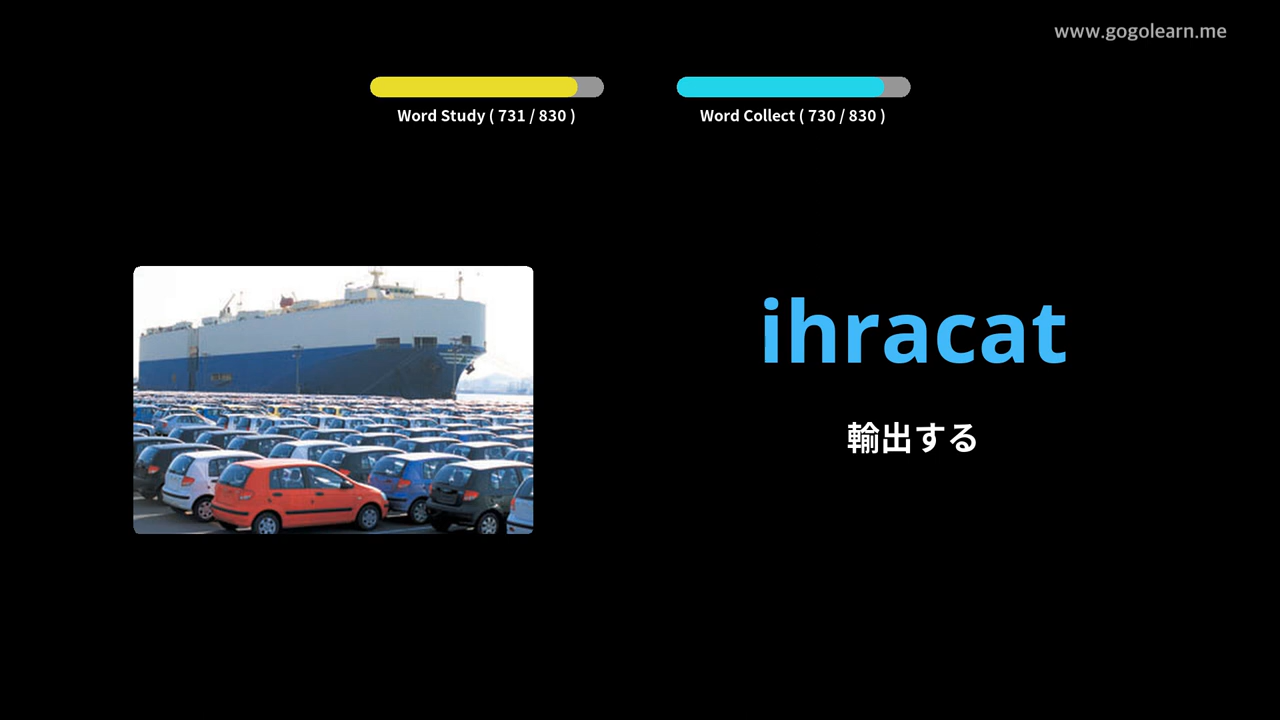 www.gogolearn.me
Word Study ( 731 / 830 )
Word Collect ( 730 / 830 )
ihracat
輸出する